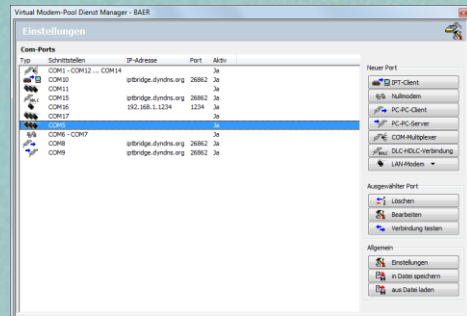 Virtual Modem-Pool Dienst Manager - BAER
Einstellungen
Com-Ports
Typ Schnittstellen IP-Adresse Port Aktiv
COM1 - COM12 ... COM14 Ja
COM10 iptbridge.dyndns.org 26862 Ja
COM11 Ja
COM15 iptbridge.dyndns.org 26862 Ja
COM16 192.168.1.1234 1234 Ja
COM17 Ja
COM5 Ja
COM6 - COM7 Ja
COM8 iptbridge.dyndns.org 26862 Ja
COM9 iptbridge.dyndns.org 26862 Ja
Neuer Port
IPT-Client
Nullmodem
PC-PC-Client
PC-PC-Server
COM-Multiplexer
DLC-HDLC-Verbindung
LAN-Modem
Ausgewählter Port
Löschen
Bearbeiten
Verbindung testen
Allgemein
Einstellungen
in Datei speichern
aus Datei laden